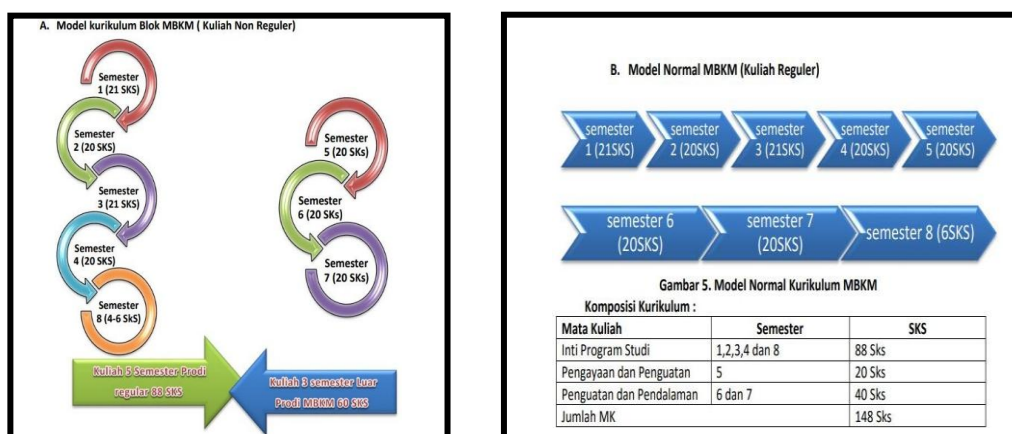 A. Model kurikulum Blok MBKM ( Kuliah Non Reguler)
Semester
1 (21 SKS)
Semester
2 (20 SKS)
Semester
3 (21 SKS)
Semester
4 (20 SKS)
Semester
8 (4-6 SkS)
Semester
5 (20 SKs)
Semester
6 (20 SKs)
Semester
7 (20 SKs)
Kuliah 5 Semester Prodi
regular 88 SKS
Kuliah 3 semester Luar
Prodi MBKM 60 SKS
B. Model Normal MBKM (Kuliah Reguler)
semester
1 (21SKS)
semester
2 (20SKS)
semester
3 (21SKS)
semester
4 (20SKS)
semester
5 (20SKS)
semester 6
(20SKS)
semester 7
(20SKS)
semester 8 (6SKS)
Gambar 5. Model Normal Kurikulum MBKM
Komposisi Kurikulum :
Mata Kuliah Semester SKS
Inti Program Studi 1,2,3,4 dan 8 88 Sks
Pengayaan dan Penguatan 5 20 Sks
Penguatan dan Pendalaman 6 dan 7 40 Sks
Jumlah MK 148 Sks